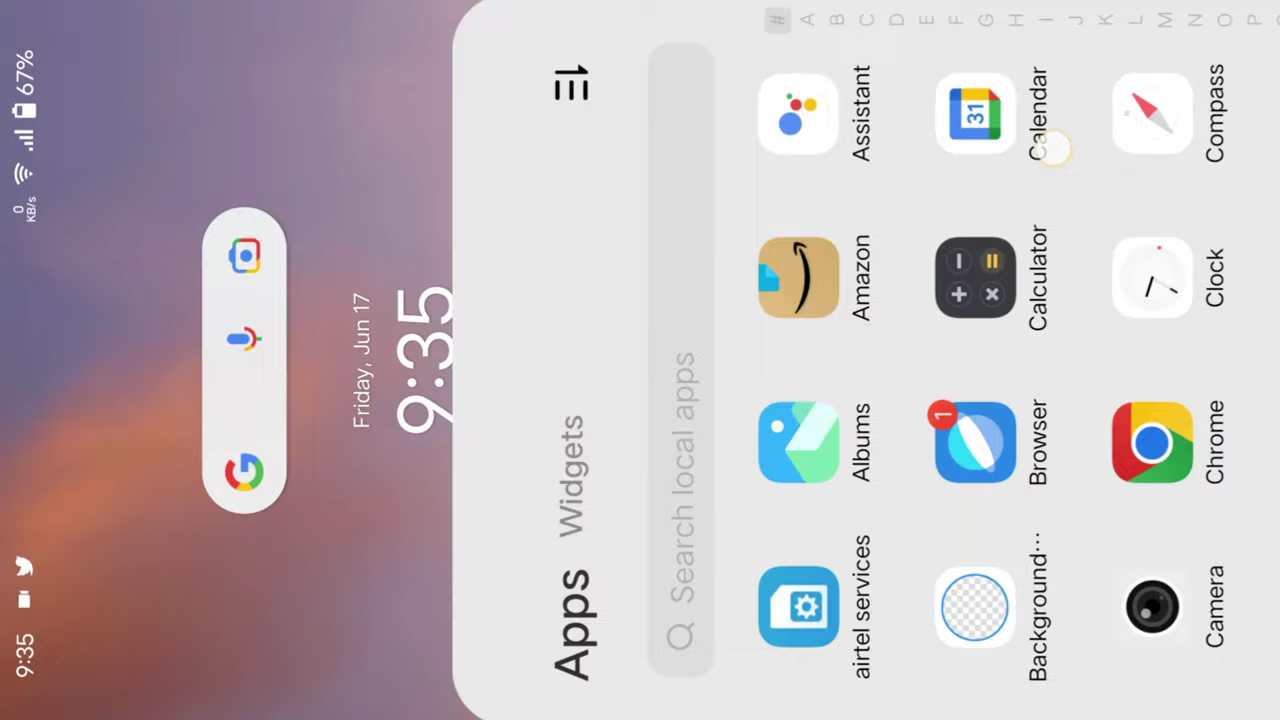 9:35
0
KB/s
67%
Friday, Jun 17
9:35
Apps Widgets
Search local apps
airtel services Albums Amazon Assistant
1
31
Background··· Browser Calculator Calendar
Camera Chrome Clock Compass
#
A
B
C
D
E
F
G
H
I
J
K
L
M
N
O
P